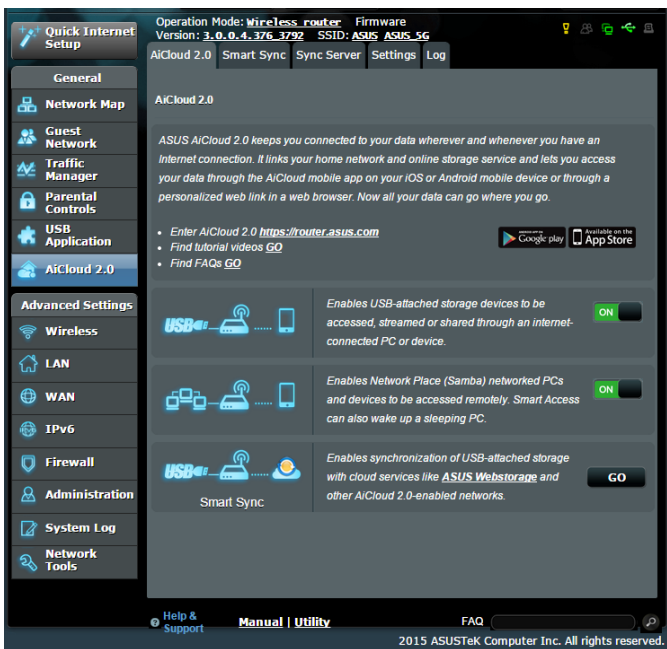 Quick Internet
Setup
General
Network Map
Guest
Network
Traffic
Manager
Parental
Controls
USB
Application
AiCloud 2.0
Advanced Settings
Wireless
LAN
WAN
IPv6
Firewall
Administration
System Log
Network
Tools
Operation Mode: Wireless router Firmware
Version: 3.0.0.4.376_3792 SSID: ASUS ASUS_5G
AiCloud 2.0 Smart Sync Sync Server Settings Log
AiCloud 2.0
ASUS AiCloud 2.0 keeps you connected to your data wherever and whenever you have an
Internet connection. It links your home network and online storage service and lets you access
your data through the AiCloud mobile app on your iOS or Android mobile device or through a
personalized web link in a web browser. Now all your data can go where you go.
• Enter AiCloud 2.0 https://router.asus.com
• Find tutorial videos GO
• Find FAQs GO
Google play
Available on the
App Store
USB
Enables USB-attached storage devices to be
accessed, streamed or shared through an internet-
connected PC or device.
ON
Enables Network Place (Samba) networked PCs
and devices to be accessed remotely. Smart Access
can also wake up a sleeping PC.
ON
USB
Smart Sync
Enables synchronization of USB-attached storage
with cloud services like ASUS Webstorage and
other AiCloud 2.0-enabled networks.
GO
Help &
Support
Manual | Utility
FAQ
2015 ASUSTeK Computer Inc. All rights reserved.